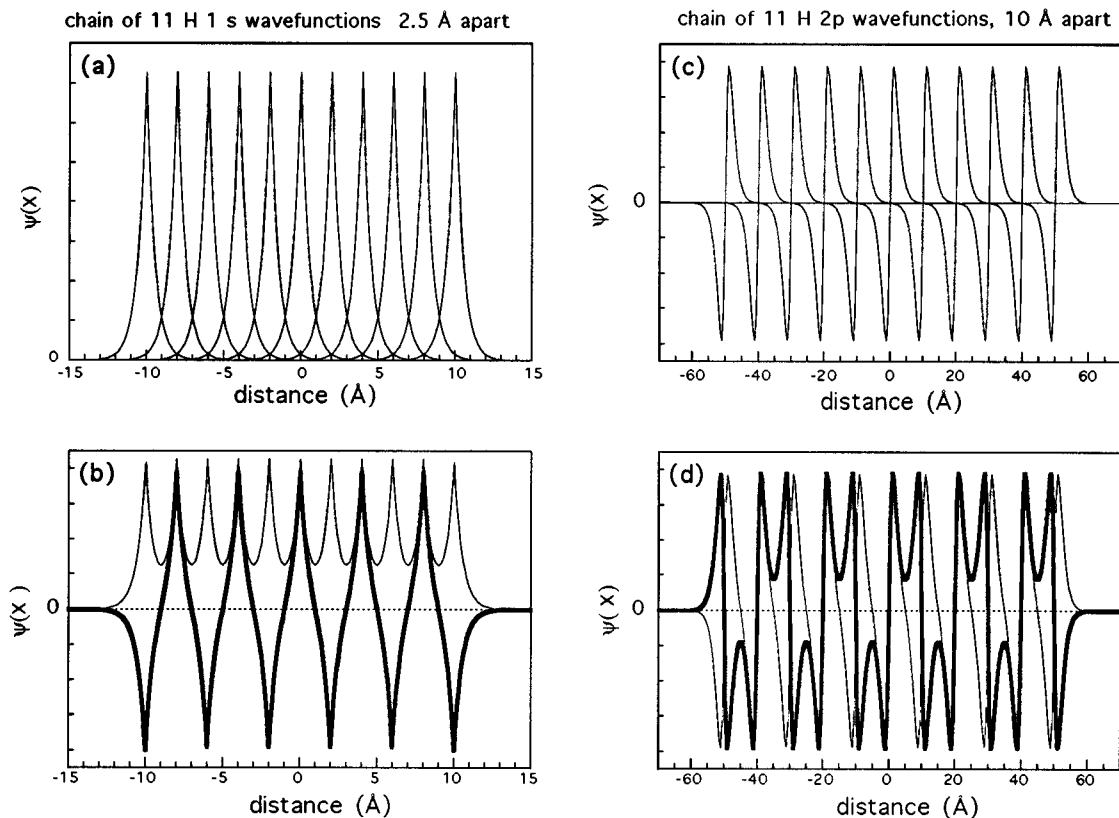 chain of 11 H 1 s wavefunctions 2.5 Å apart
(a)
ψ(x)
0
-15 -10 -5 0 5 10 15
distance (Å)
chain of 11 H 2p wavefunctions, 10 Å apart
(c)
ψ(x)
0
-60 -40 -20 0 20 40 60
distance (Å)
(b)
ψ(x)
0
-15 -10 -5 0 5 10 15
distance (Å)
(d)
ψ(x)
0
-60 -40 -20 0 20 40 60
distance (Å)